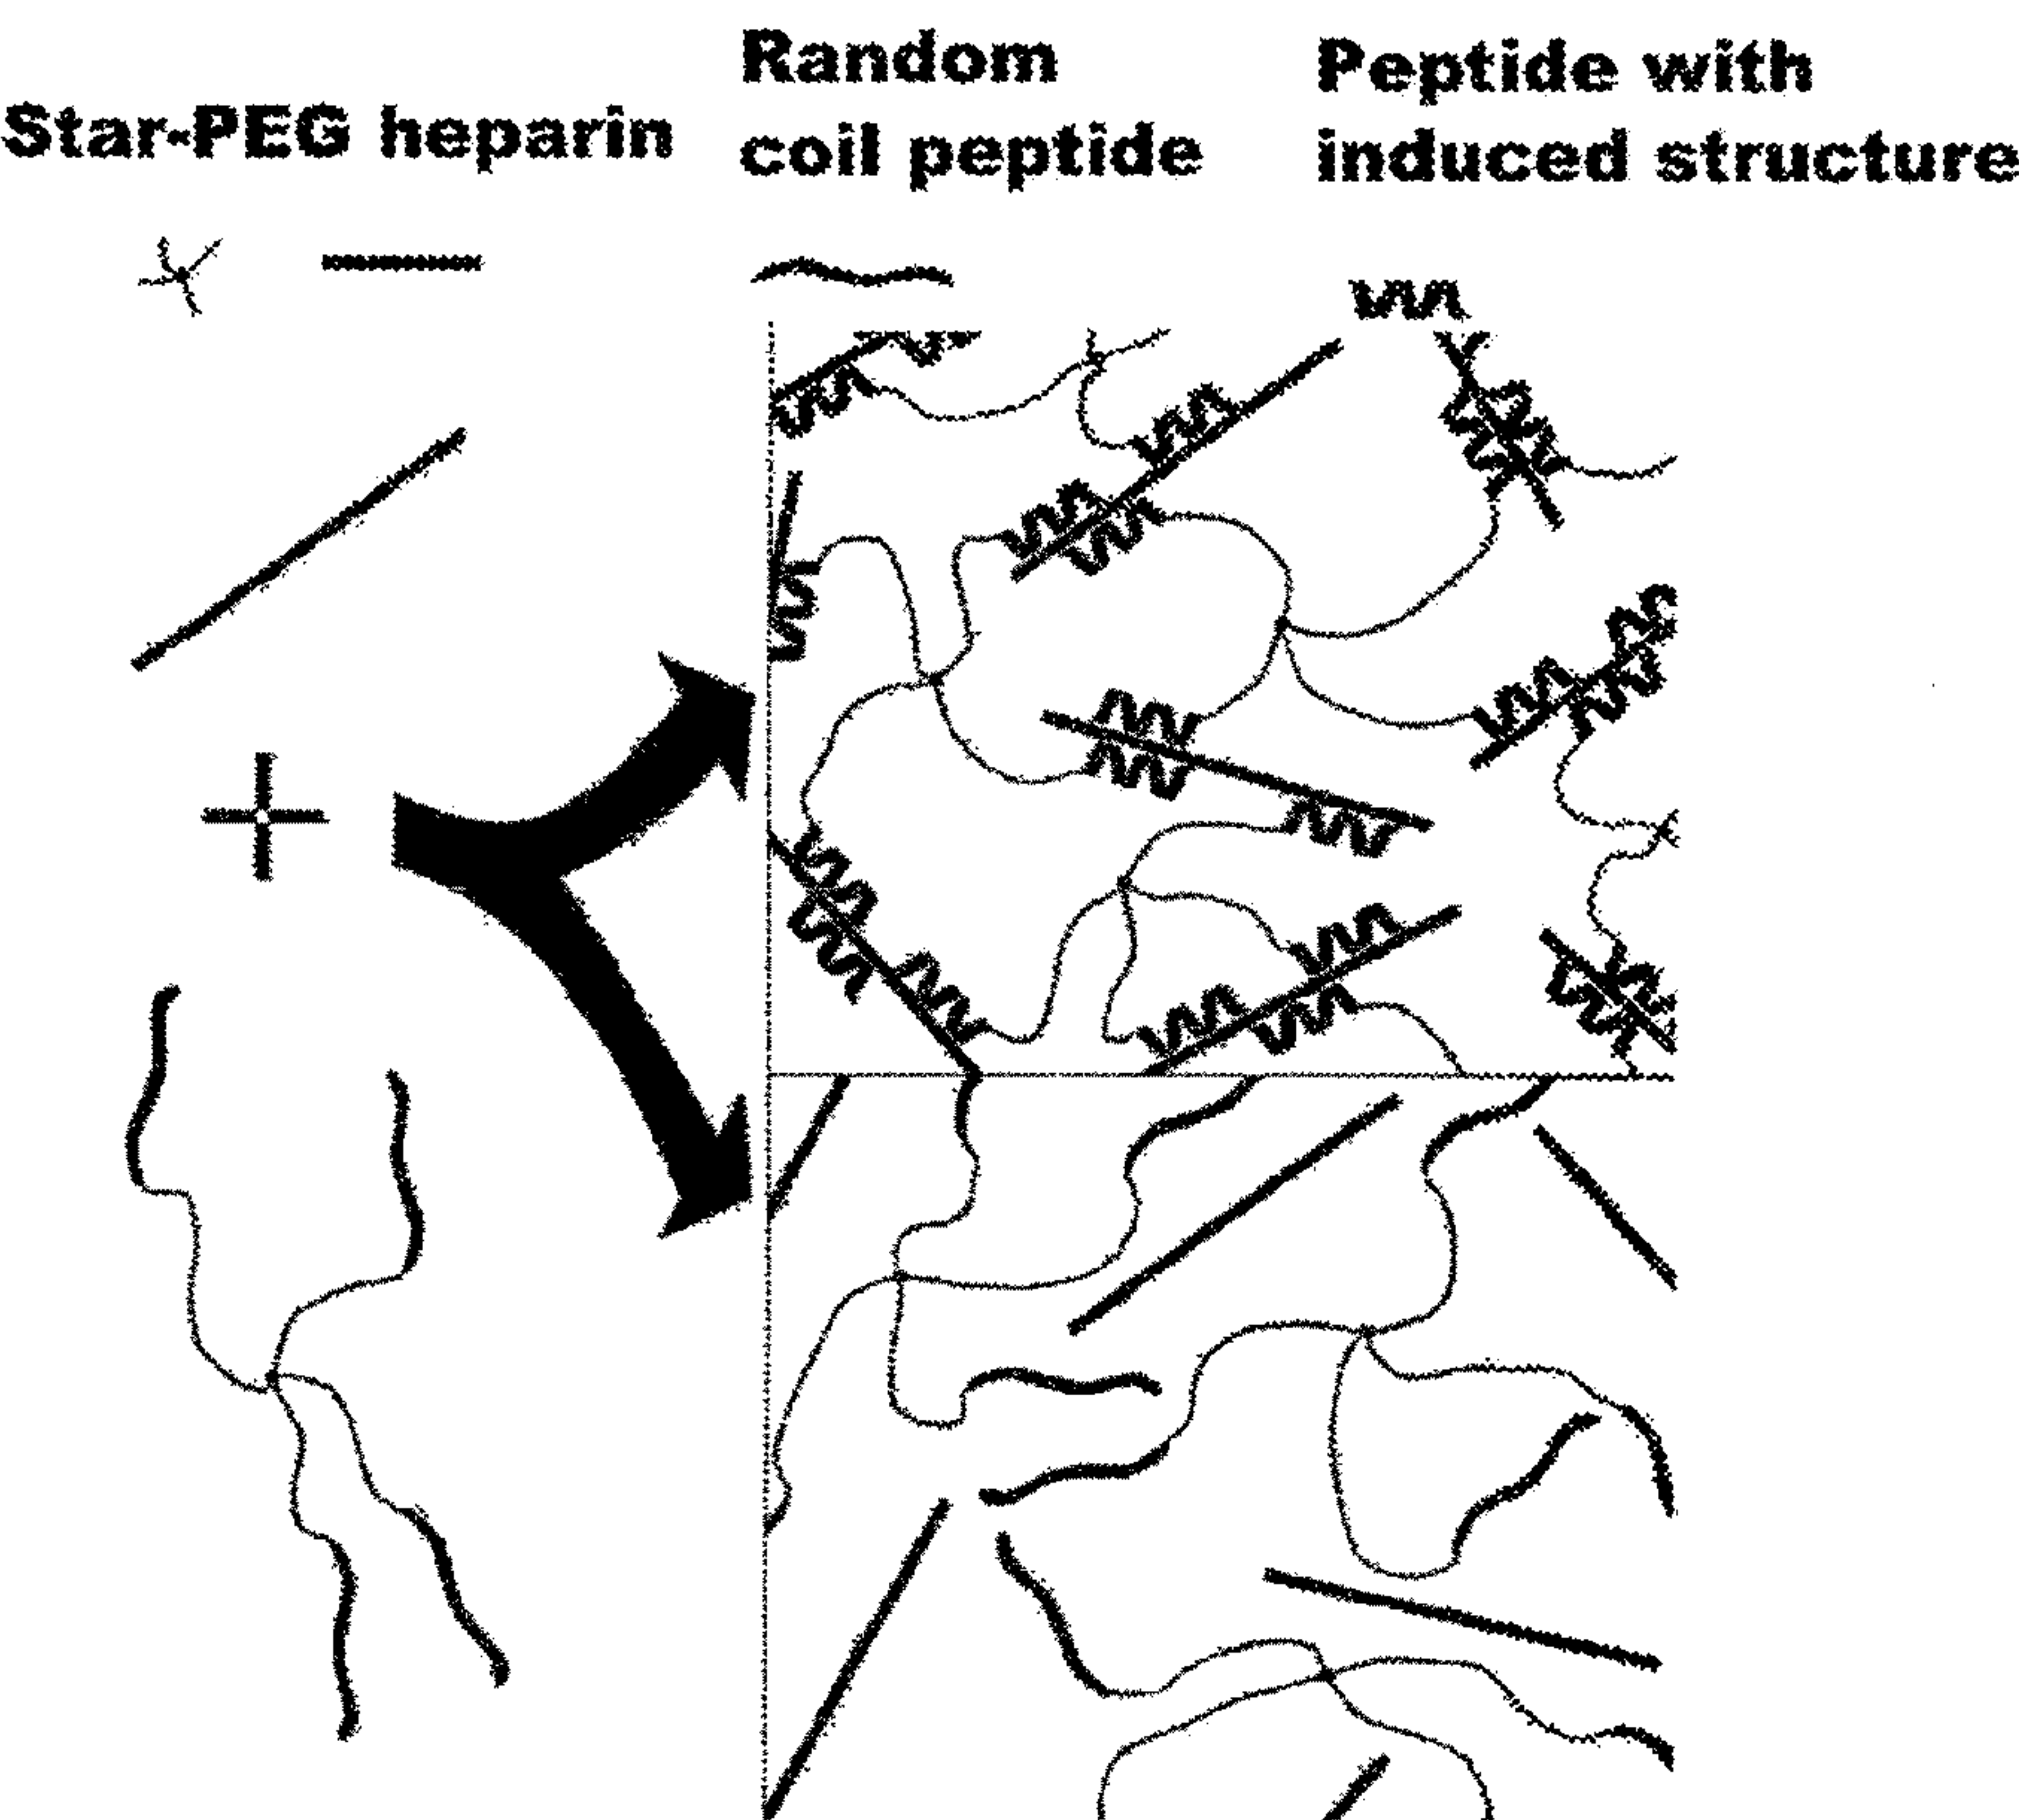 Star-PEG heparin
Random
coil peptide
Peptide with
induced structure